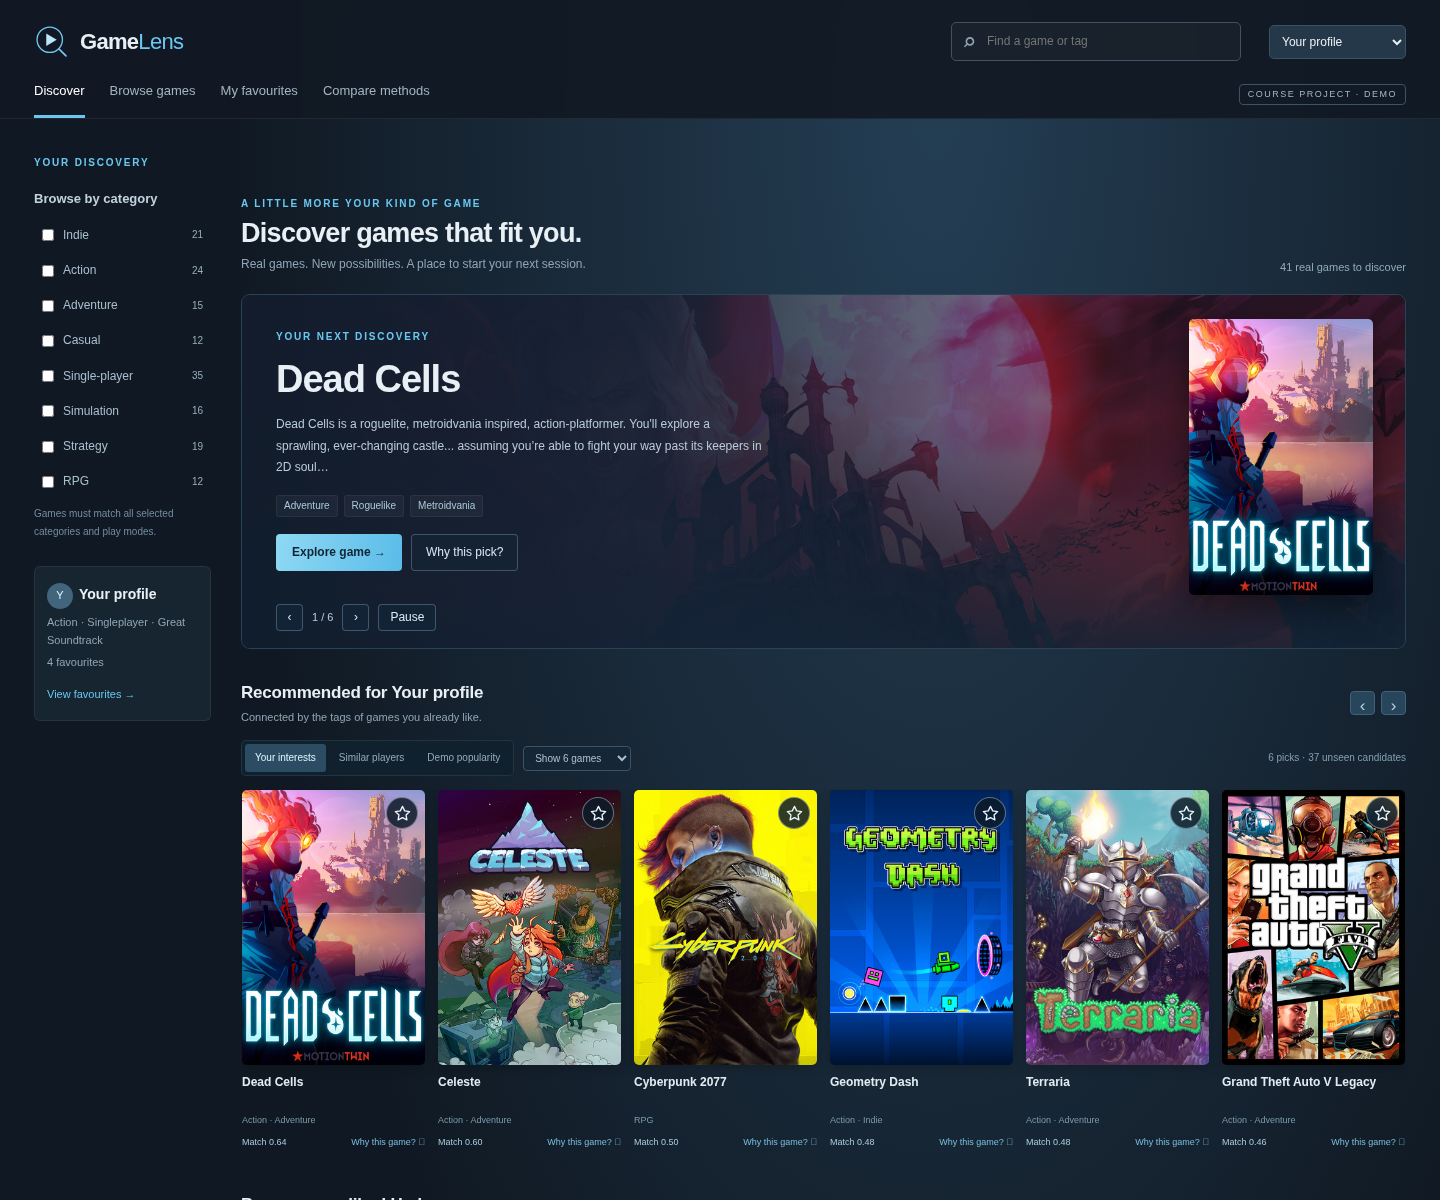 GameLens
Find a game or tag
Your profile
Discover
Browse games
My favourites
Compare methods
COURSE PROJECT · DEMO
YOUR DISCOVERY
Browse by category
Indie 21
Action 24
Adventure 15
Casual 12
Single-player 35
Simulation 16
Strategy 19
RPG 12
Games must match all selected
categories and play modes.
Y Your profile
Action · Singleplayer · Great
Soundtrack
4 favourites
View favourites →
A LITTLE MORE YOUR KIND OF GAME
Discover games that fit you.
Real games. New possibilities. A place to start your next session.
41 real games to discover
YOUR NEXT DISCOVERY
Dead Cells
Dead Cells is a roguelite, metroidvania inspired, action-platformer. You'll explore a
sprawling, ever-changing castle... assuming you're able to fight your way past its keepers in
2D soul…
Adventure
Roguelike
Metroidvania
Explore game →
Why this pick?
‹ 1 / 6 › Pause
DEAD CELLS
MOTIONTWIN
Recommended for Your profile
Connected by the tags of games you already like.
‹ ›
Your interests
Similar players
Demo popularity
Show 6 games
6 picks · 37 unseen candidates
DEAD CELLS
MOTIONTWIN
CELESTE
Cyberpunk
2077
GEOMETRY
DASH
Terraria
grand
theft
auto
FIVE
Dead Cells
Action · Adventure
Match 0.64
Why this game?
Celeste
Action · Adventure
Match 0.60
Why this game?
Cyberpunk 2077
RPG
Match 0.50
Why this game?
Geometry Dash
Action · Indie
Match 0.48
Why this game?
Terraria
Action · Adventure
Match 0.48
Why this game?
Grand Theft Auto V Legacy
Action · Adventure
Match 0.46
Why this game?